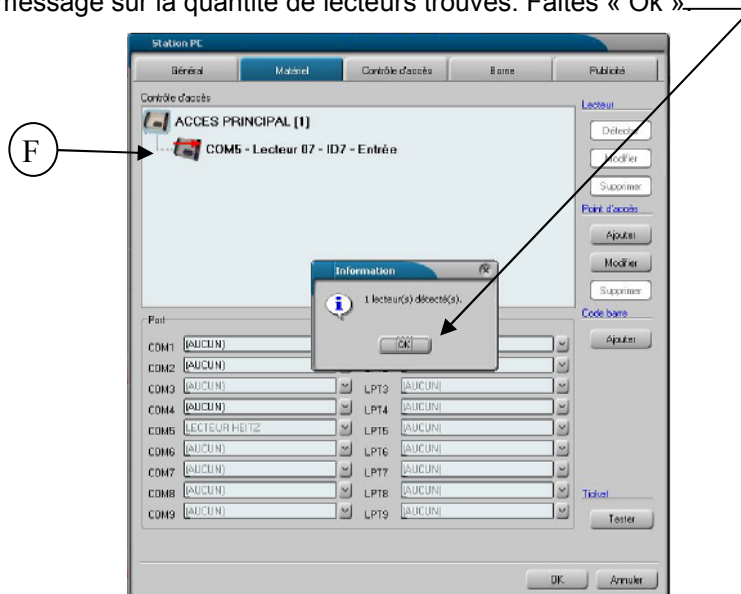 message sur la quantité de lecteurs trouvés. Faites « Ok ».
Station PC
Général Matériel Contrôle d'accès Borne Publicité
Contrôle d'accès
ACCES PRINCIPAL [1]
COM5 - Lecteur 07 - ID7 - Entrée
F
Lecteur
Détecter
Modifier
Supprimer
Point d'accès
Ajouter
Modifier
Supprimer
Code barre
Ajouter
Information
1 lecteur(s) détecté(s).
OK
Port
COM1 (AUCUN)
COM2 (AUCUN)
COM3 (AUCUN) LPT3 (AUCUN)
COM4 (AUCUN) LPT4 (AUCUN)
COM5 LECTEUR HEITZ LPT5 (AUCUN)
COM6 (AUCUN) LPT6 (AUCUN)
COM7 (AUCUN) LPT7 (AUCUN)
COM8 (AUCUN) LPT8 (AUCUN)
COM9 (AUCUN) LPT9 (AUCUN)
Ticket
Tester
OK Annuler